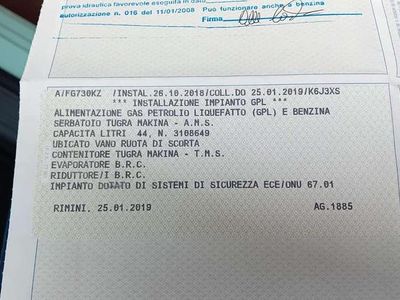 prova idraulica favorevole eseguita in data
autorizzazione n. 016 del 11/01/2008
Può funzionare anche a benzina
Firma
A/FG730KZ /INSTAL.26.10.2018/COLL.DO 25.01.2019/K6J3XS
*** INSTALLAZIONE IMPIANTO GPL ***
ALIMENTAZIONE GAS PETROLIO LIQUEFATTO (GPL) E BENZINA
SERBATOIO TUGRA MAKINA - A.M.S.
CAPACITA LITRI 44, N. 3108649
UBICATO VANO RUOTA DI SCORTA
CONTENITORE TUGRA MAKINA - T.M.S.
EVAPORATORE B.R.C.
RIDUTTORE/I B.R.C.
IMPIANTO DOTATO DI SISTEMI DI SICUREZZA ECE/ONU 67.01
RIMINI, 25.01.2019 AG.1885